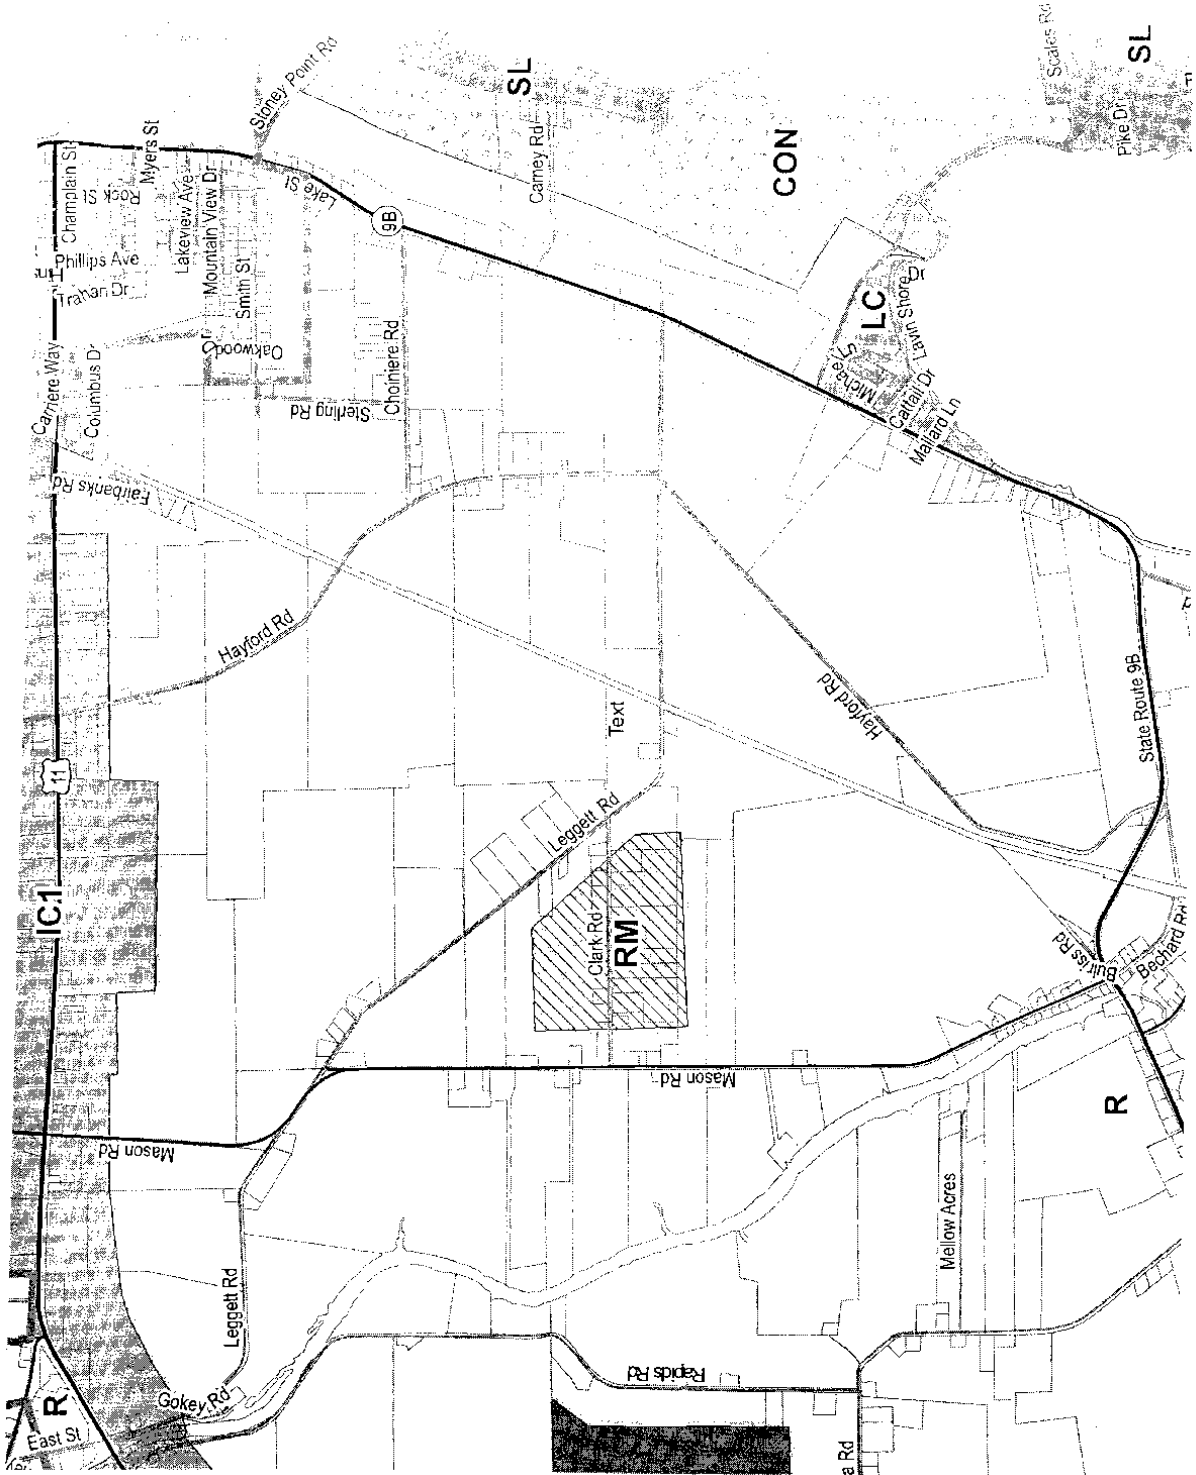 Scales Rd
SL
Stoney Point Rd
SL
Pike Dr
Myers St
Champlain St
Rock St
Carney Rd
CON
Lake St
Lakeview Ave
Mountain View Dr
9B
Phillips Ave
Trahan Dr
Smith St
Dr
LC
Lavin Shore
Oakwood
Carriere Way
Columbus Dr
Choiniere Rd
Sterling Rd
Michael Ln
Cattail Dr
Mallard Ln
Fairbanks Rd
Hayford Rd
Hayford Rd
State Route 9B
Text
11
Leggett Rd
IC1
Clark Rd
RM
Bulriss Rd
Bechard Rd
Mason Rd
R
Mason Rd
Mellow Acres
Leggett Rd
Rapids Rd
Gokey Rd
R
East St
a Rd